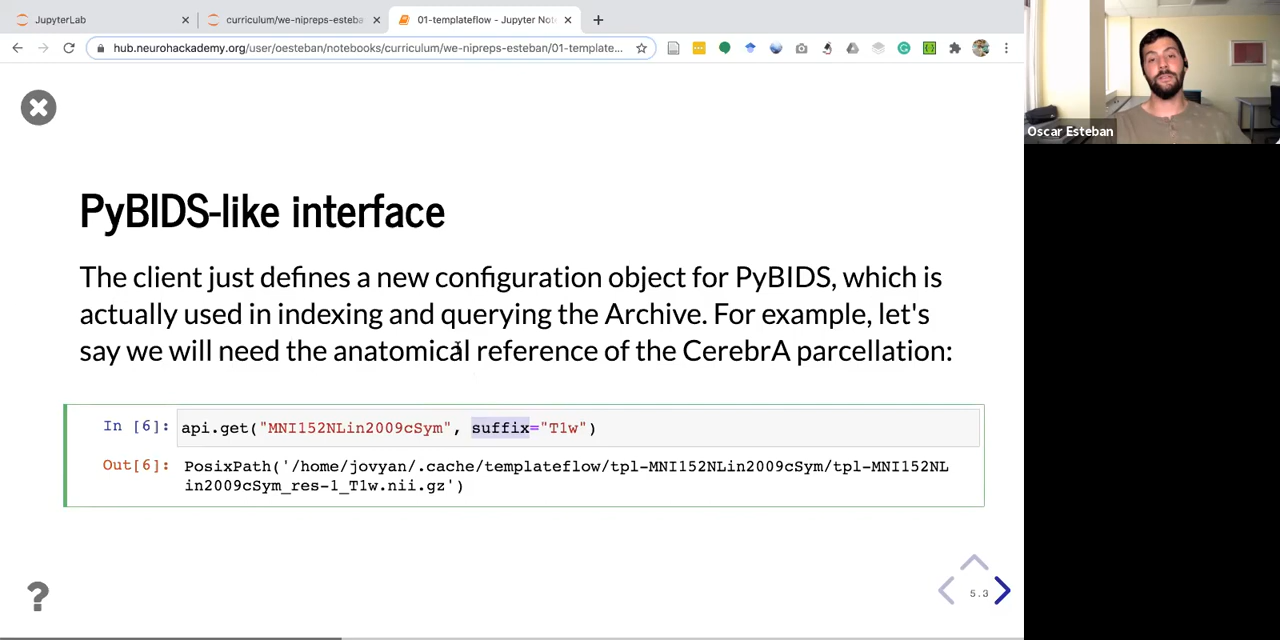 JupyterLab
curriculum/we-nipreps-esteba
01-templateflow - Jupyter Not
hub.neurohackademy.org/user/oesteban/notebooks/curriculum/we-nipreps-esteban/01-template...
Oscar Esteban
PyBIDS-like interface
The client just defines a new configuration object for PyBIDS, which is
actually used in indexing and querying the Archive. For example, let's
say we will need the anatomical reference of the CerebrA parcellation:
In [6]: api.get("MNI152NLin2009cSym", suffix="T1w")
Out[6]: PosixPath('/home/jovyan/.cache/templateflow/tpl-MNI152NLin2009cSym/tpl-MNI152NL
in2009cSym_res-1_T1w.nii.gz')
5.3
?